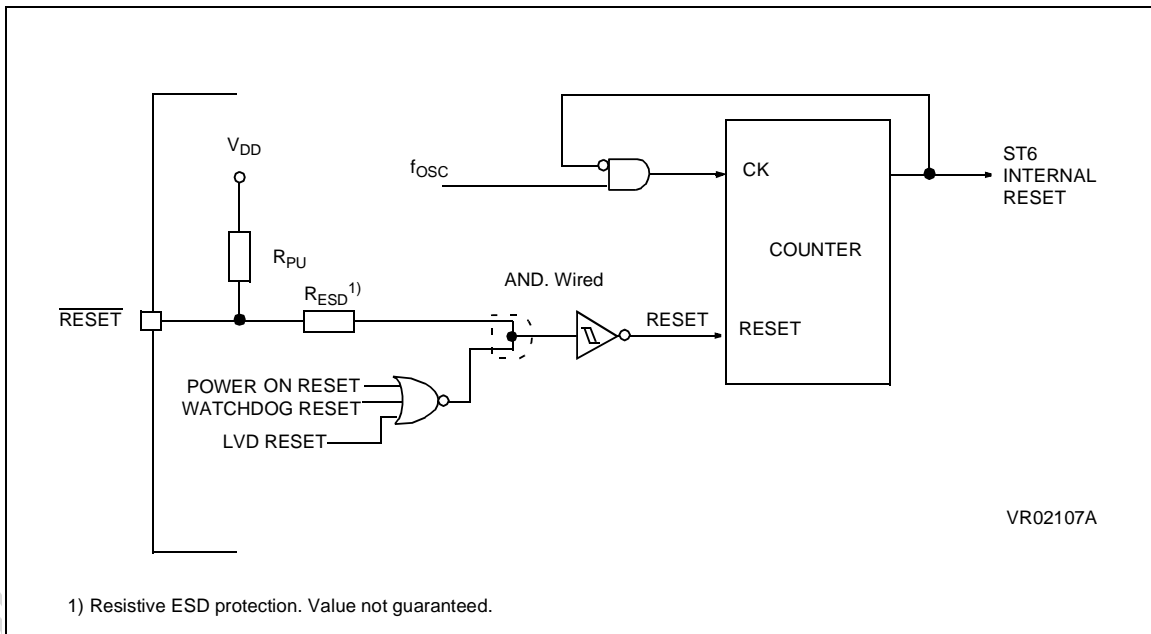 V_DD
f_OSC
CK
ST6
INTERNAL
RESET
COUNTER
R_PU
AND. Wired
R_ESD 1)
RESET
RESET
RESET
POWER ON RESET
WATCHDOG RESET
LVD RESET
VR02107A
1) Resistive ESD protection. Value not guaranteed.